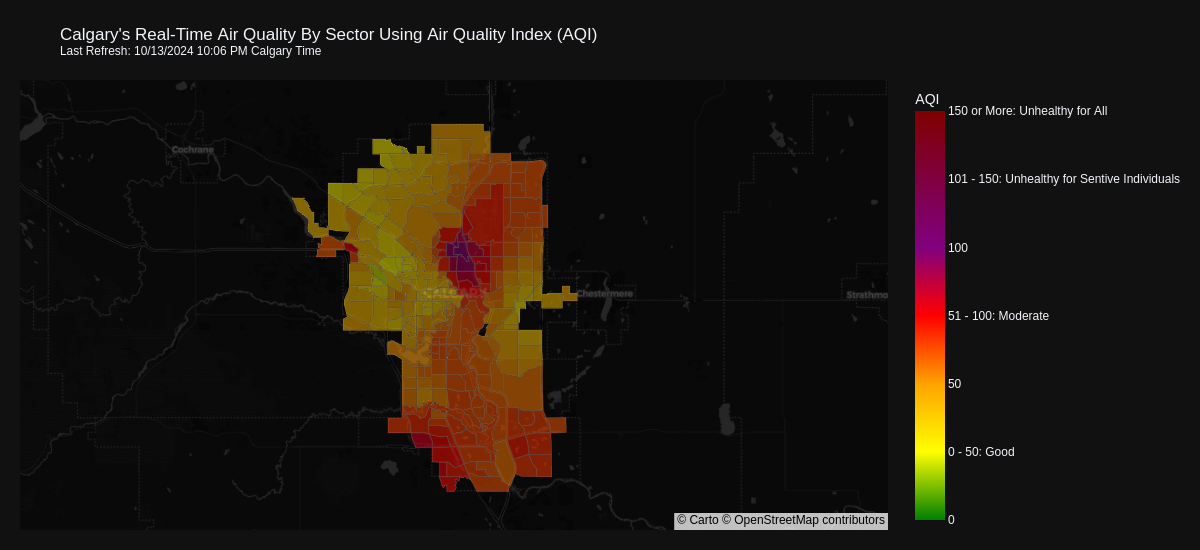 Calgary's Real-Time Air Quality By Sector Using Air Quality Index (AQI)
Last Refresh: 10/13/2024 10:06 PM Calgary Time
AQI
150 or More: Unhealthy for All
Cochrane
101 - 150: Unhealthy for Sentive Individuals
100
CALGARY
Chestermere
Strathmo
51 - 100: Moderate
50
0 - 50: Good
0
© Carto © OpenStreetMap contributors